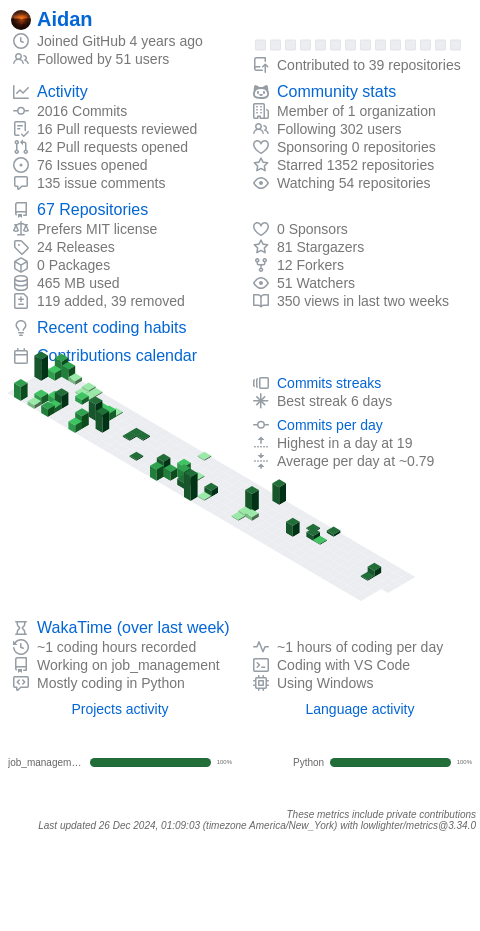 Aidan
Joined GitHub 4 years ago
Followed by 51 users
Contributed to 39 repositories
Activity
2016 Commits
16 Pull requests reviewed
42 Pull requests opened
76 Issues opened
135 issue comments
Community stats
Member of 1 organization
Following 302 users
Sponsoring 0 repositories
Starred 1352 repositories
Watching 54 repositories
67 Repositories
Prefers MIT license
24 Releases
0 Packages
465 MB used
119 added, 39 removed
0 Sponsors
81 Stargazers
12 Forkers
51 Watchers
350 views in last two weeks
Recent coding habits
Contributions calendar
Commits streaks
Best streak 6 days
Commits per day
Highest in a day at 19
Average per day at ~0.79
WakaTime (over last week)
~1 coding hours recorded
Working on job_management
Mostly coding in Python
~1 hours of coding per day
Coding with VS Code
Using Windows
Projects activity
job_managem… 100%
Language activity
Python 100%
These metrics include private contributions
Last updated 26 Dec 2024, 01:09:03 (timezone America/New_York) with lowlighter/metrics@3.34.0